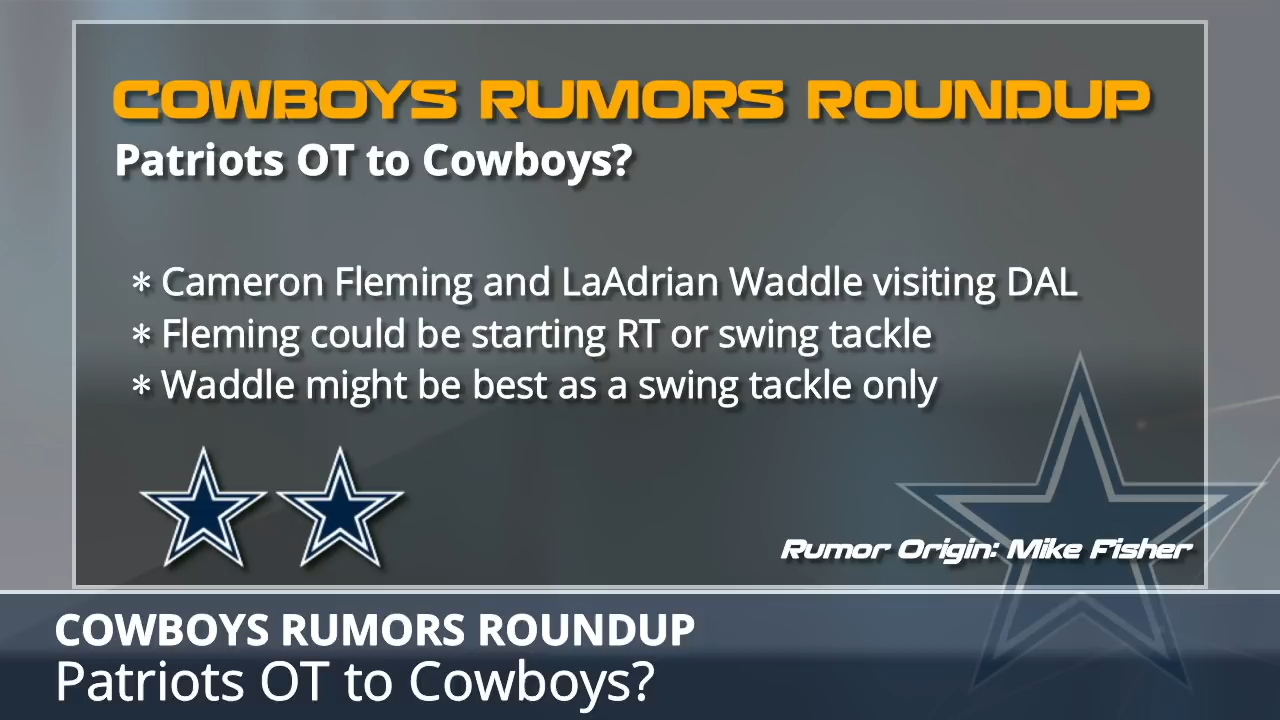 COWBOYS RUMORS ROUNDUP
Patriots OT to Cowboys?
* Cameron Fleming and LaAdrian Waddle visiting DAL
* Fleming could be starting RT or swing tackle
* Waddle might be best as a swing tackle only
Rumor Origin: Mike Fisher
COWBOYS RUMORS ROUNDUP
Patriots OT to Cowboys?